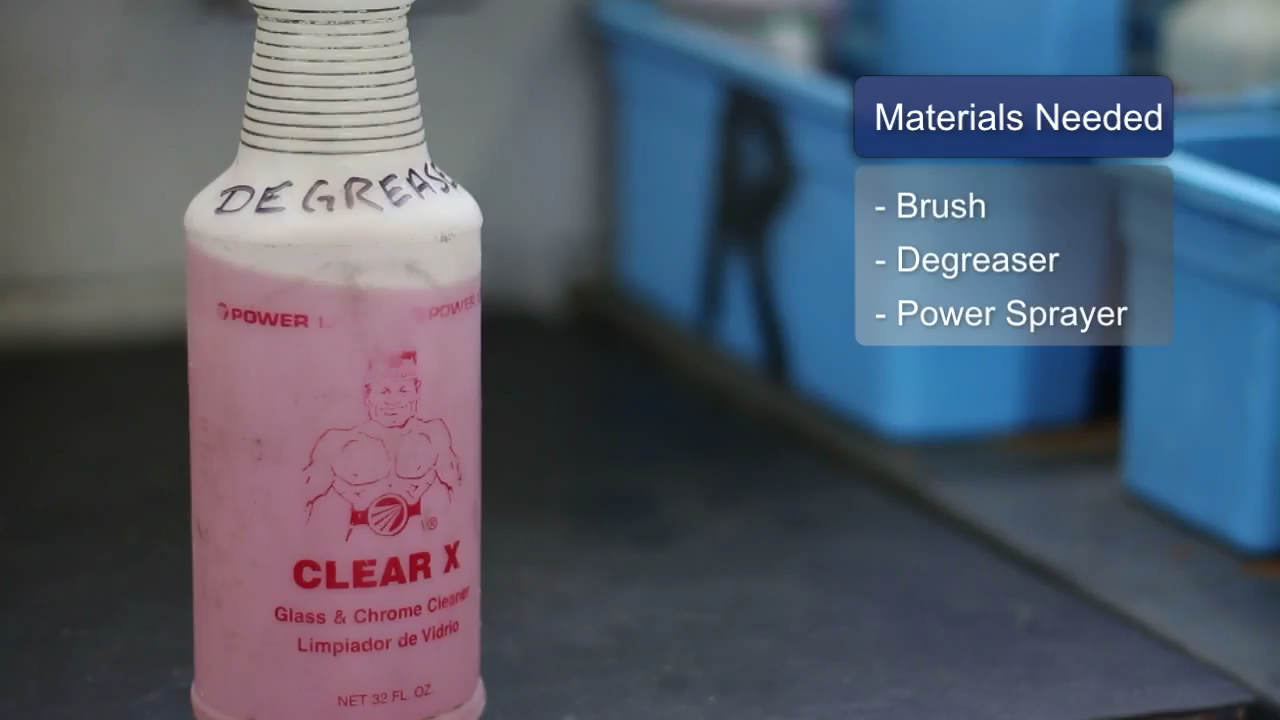 DEGREASE
POWER
POWER
CLEAR X
Glass & Chrome Cleaner
Limpiador de Vidrio
NET 32 FL. OZ.
Materials Needed
- Brush
- Degreaser
- Power Sprayer